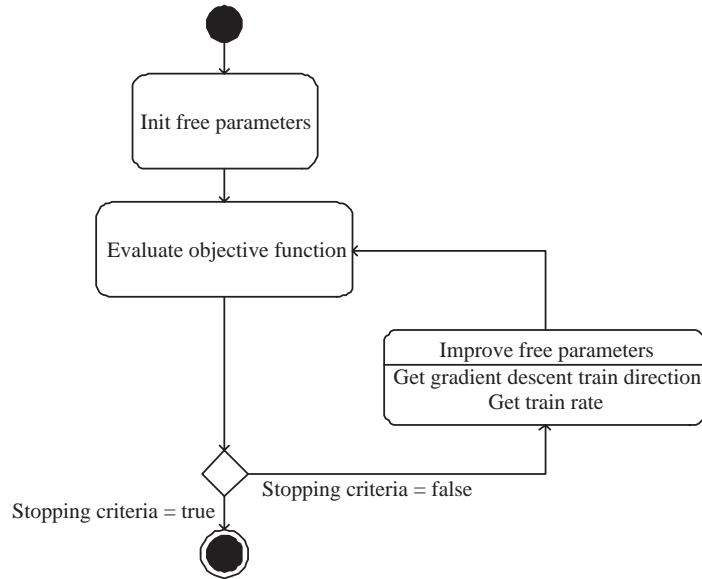 Init free parameters
Evaluate objective function
Improve free parameters
Get gradient descent train direction
Get train rate
Stopping criteria = false
Stopping criteria = true